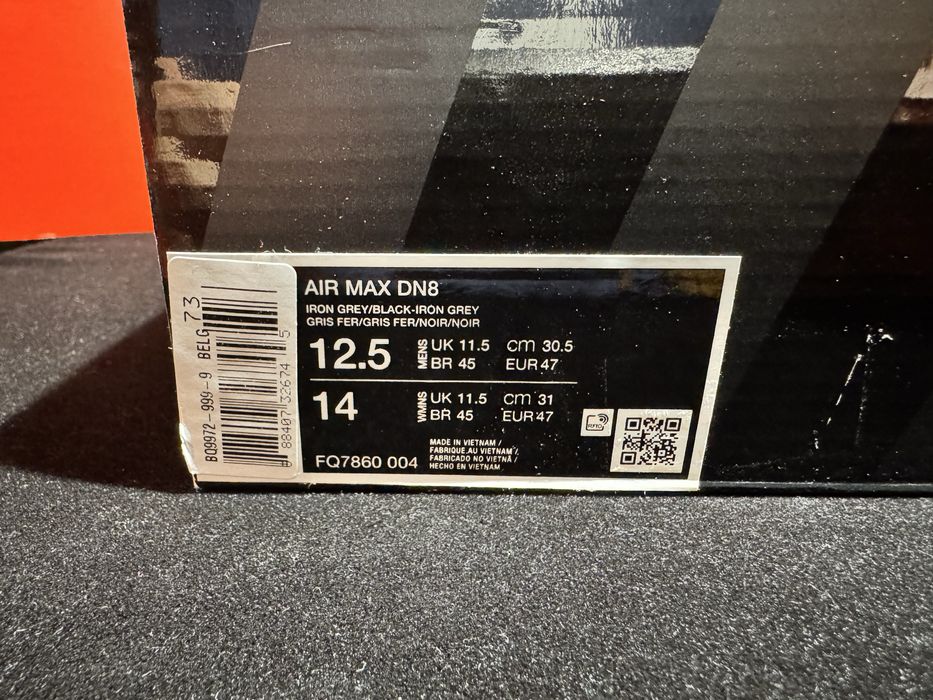 AIR MAX DN8
IRON GREY/BLACK-IRON GREY
GRIS FER/GRIS FER/NOIR/NOIR
12.5 MENS UK 11.5 cm 30.5
BR 45 EUR 47
14 WMNS UK 11.5 cm 31
BR 45 EUR 47
MADE IN VIETNAM /
FABRIQUE AU VIETNAM /
FABRICADO NO VIETNÃ /
HECHO EN VIETNAM
FQ7860 004
RFID
BQ9972-999-9 BELG 73
88407 32674 5